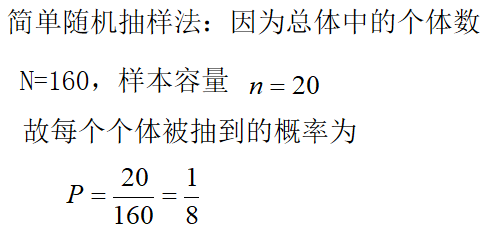 简单随机抽样法：因为总体中的个体数
N=160，样本容量 n = 20
故每个个体被抽到的概率为
P = 20/160 = 1/8